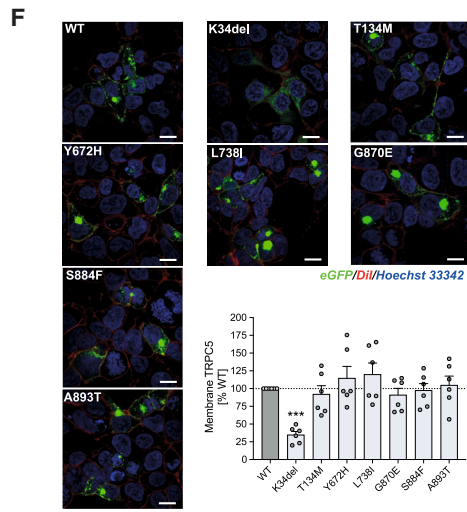 F
WT
K34del
T134M
Y672H
L738I
G870E
S884F
A893T
eGFP/DiI/Hoechst 33342
Membrane TRPC5
[% WT]
200
175
150
125
100
75
50
25
0
***
WT
K34del
T134M
Y672H
L738I
G870E
S884F
A893T